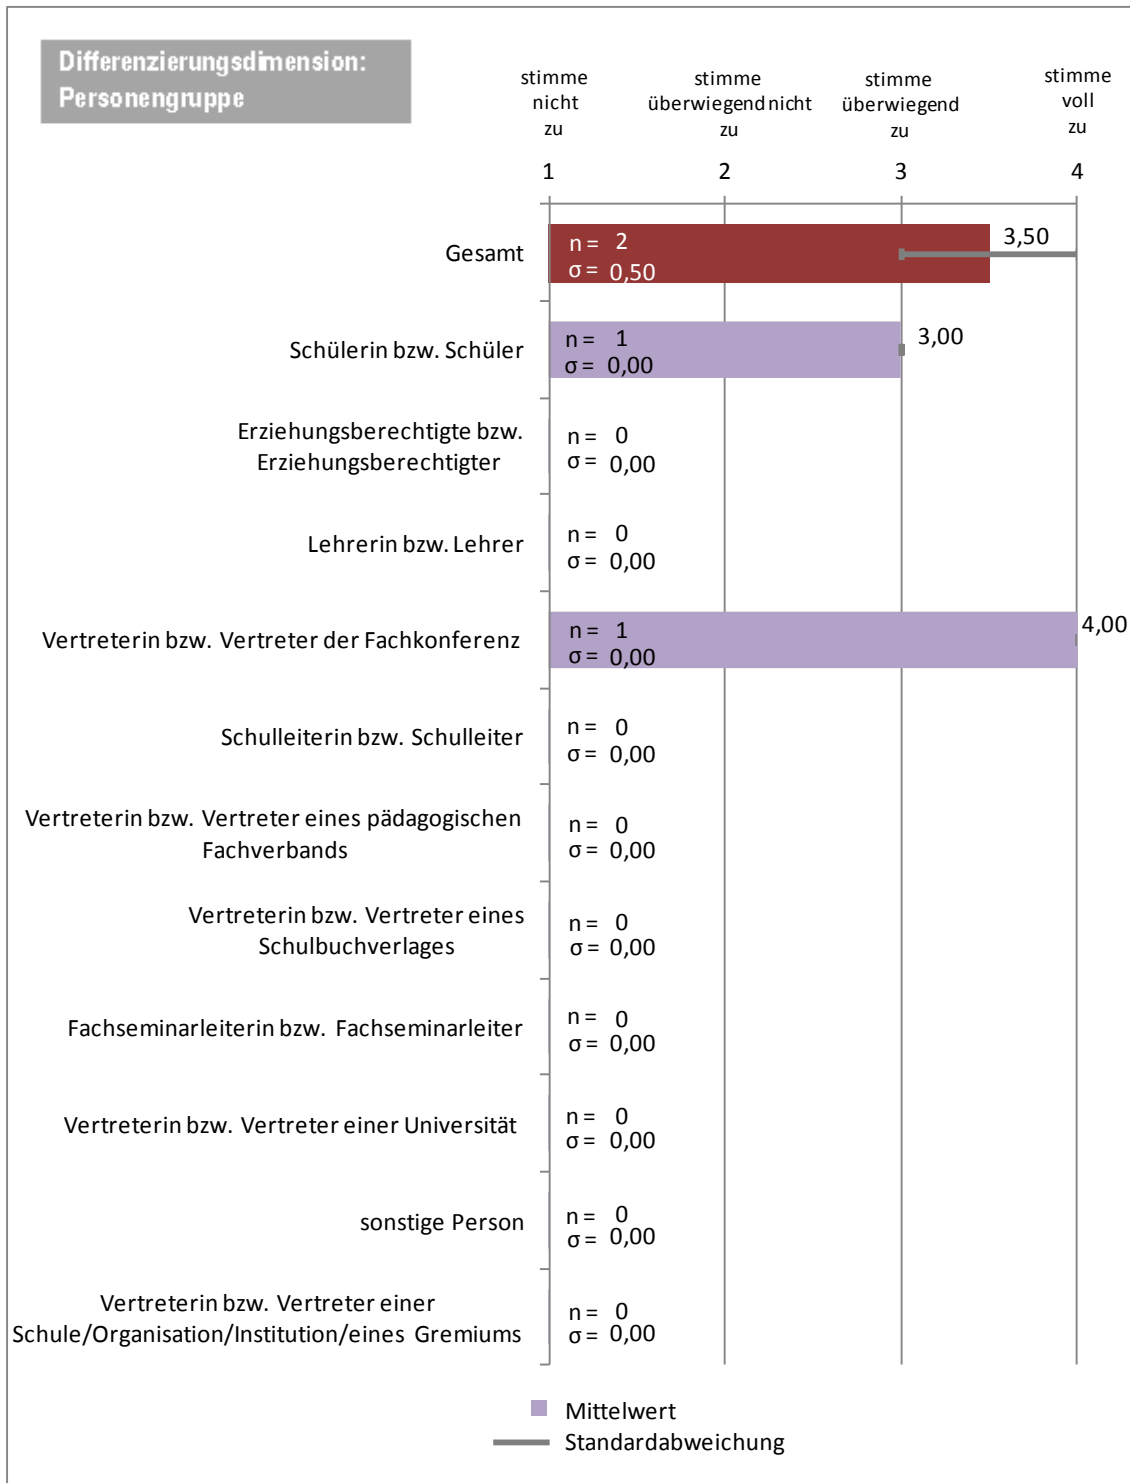 Differenzierungsdimension:
Personengruppe
stimme
nicht
zu
stimme
überwiegend nicht
zu
stimme
überwiegend
zu
stimme
voll
zu
1 2 3 4
Gesamt
n = 2
σ = 0,50
3,50
Schülerin bzw. Schüler
n = 1
σ = 0,00
3,00
Erziehungsberechtigte bzw.
Erziehungsberechtigter
n = 0
σ = 0,00
Lehrerin bzw. Lehrer
n = 0
σ = 0,00
Vertreterin bzw. Vertreter der Fachkonferenz
n = 1
σ = 0,00
4,00
Schulleiterin bzw. Schulleiter
n = 0
σ = 0,00
Vertreterin bzw. Vertreter eines pädagogischen
Fachverbands
n = 0
σ = 0,00
Vertreterin bzw. Vertreter eines
Schulbuchverlages
n = 0
σ = 0,00
Fachseminarleiterin bzw. Fachseminarleiter
n = 0
σ = 0,00
Vertreterin bzw. Vertreter einer Universität
n = 0
σ = 0,00
sonstige Person
n = 0
σ = 0,00
Vertreterin bzw. Vertreter einer
Schule/Organisation/Institution/eines Gremiums
n = 0
σ = 0,00
Mittelwert
Standardabweichung